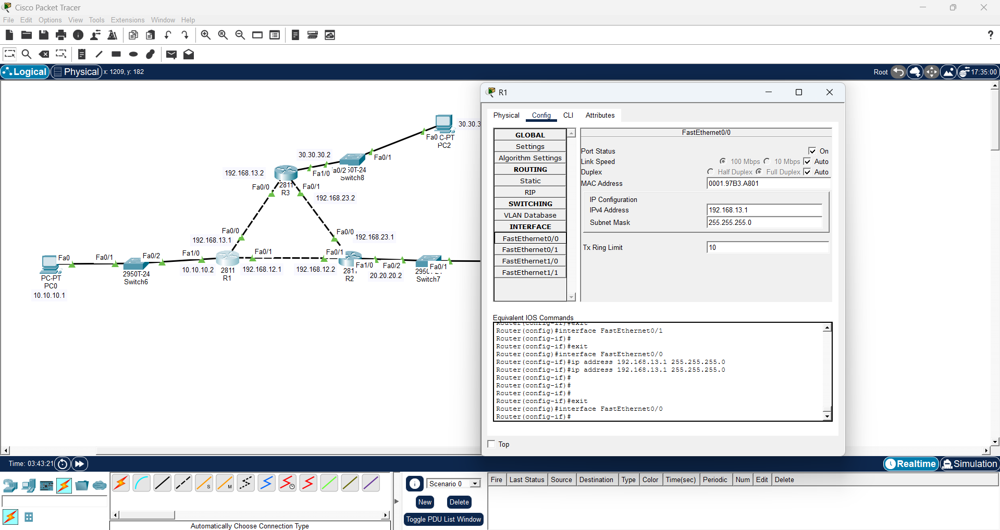 Cisco Packet Tracer
File Edit Options View Tools Extensions Window Help
?
Logical Physical x: 1209, y: 182 Root 17:35:00
30.30.3
Fa0 C-PT
PC2
30.30.30.2 Fa0/1
192.168.13.2 Fa1/0 Fa0/2 50T-24
Switch8
Fa0/0 2811 Fa0/1
R3
192.168.23.2
Fa0/0 Fa0/0
192.168.13.1 192.168.23.1
Fa0 Fa0/1 Fa0/2 Fa1/0 Fa0/1 Fa0/1
10.10.10.2 2811 192.168.12.1 192.168.12.2 281 Fa1/0 Fa0/2 Fa0/1
PC-PT 2950T-24 R1 R2 20.20.20.2
PC0 Switch6 Switch7
10.10.10.1
R1
Physical Config CLI Attributes
GLOBAL
Settings
Algorithm Settings
ROUTING
Static
RIP
SWITCHING
VLAN Database
INTERFACE
FastEthernet0/0
FastEthernet0/1
FastEthernet1/0
FastEthernet1/1
FastEthernet0/0
Port Status On
Link Speed 100 Mbps 10 Mbps Auto
Duplex Half Duplex Full Duplex Auto
MAC Address 0001.97B3.A801
IP Configuration
IPv4 Address 192.168.13.1
Subnet Mask 255.255.255.0
Tx Ring Limit 10
Equivalent IOS Commands
Router(config-if)#exit
Router(config)#interface FastEthernet0/1
Router(config-if)#
Router(config-if)#exit
Router(config)#interface FastEthernet0/0
Router(config-if)#ip address 192.168.13.1 255.255.255.0
Router(config-if)#ip address 192.168.13.1 255.255.255.0
Router(config-if)#
Router(config-if)#
Router(config-if)#
Router(config-if)#exit
Router(config)#interface FastEthernet0/0
Router(config-if)#
Top
Time: 03:43:21 Realtime Simulation
S M
Automatically Choose Connection Type
Scenario 0
New Delete
Toggle PDU List Window
Fire Last Status Source Destination Type Color Time(sec) Periodic Num Edit Delete